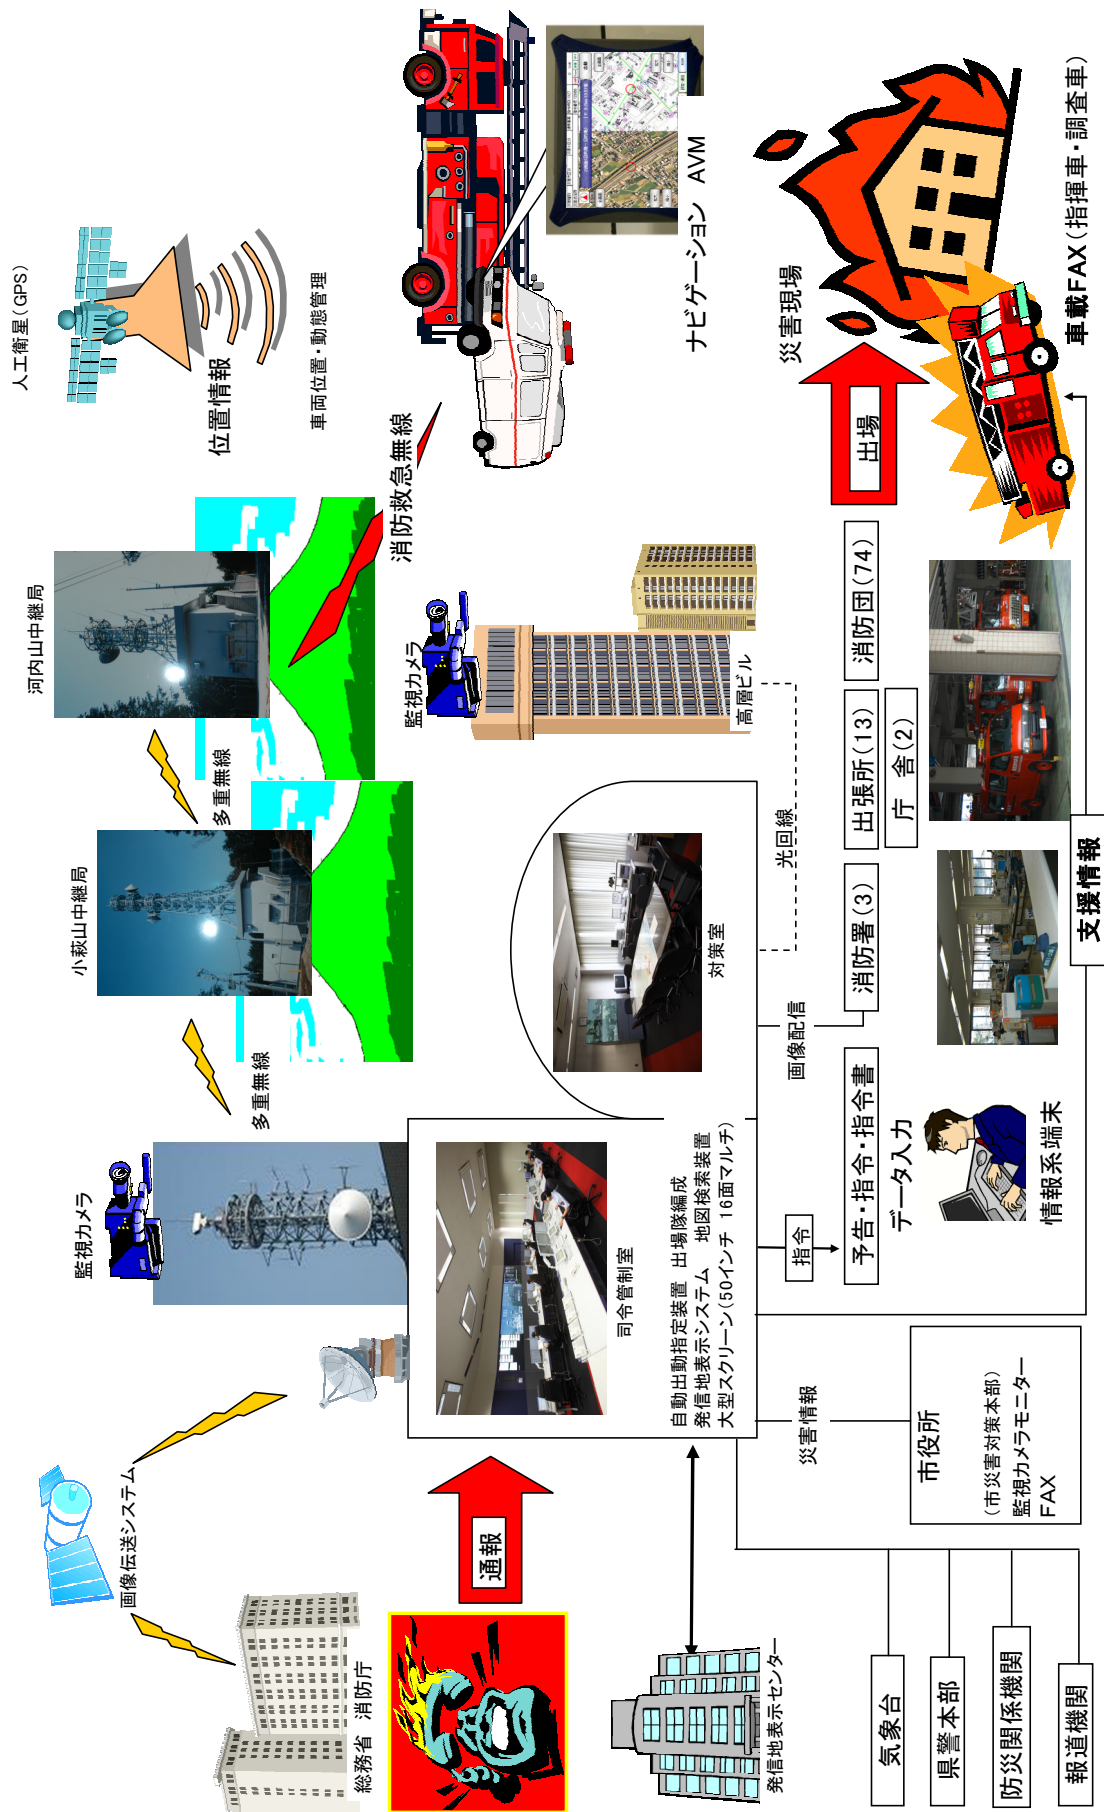 総務省 消防庁
画像伝送システム
監視カメラ
多重無線
小萩山中継局
多重無線
河内山中継局
人工衛星(GPS)
位置情報
車両位置・動態管理
消防救急無線
ナビゲーション AVM
通報
司令管制室
自動出動指定装置 出場隊編成
発信地表示システム 地図検索装置
大型スクリーン(50インチ 16面マルチ)
対策室
監視カメラ
高層ビル
光回線
画像配信
発信地表示センター
災害情報
指令
予告・指令・指令書
データ入力
情報系端末
消防署(3)
出張所(13)
庁 舎(2)
消防団(74)
出場
災害現場
車載FAX(指揮車・調査車)
支援情報
市役所
(市災害対策本部)
監視カメラモニター
FAX
気象台
県警本部
防災関係機関
報道機関